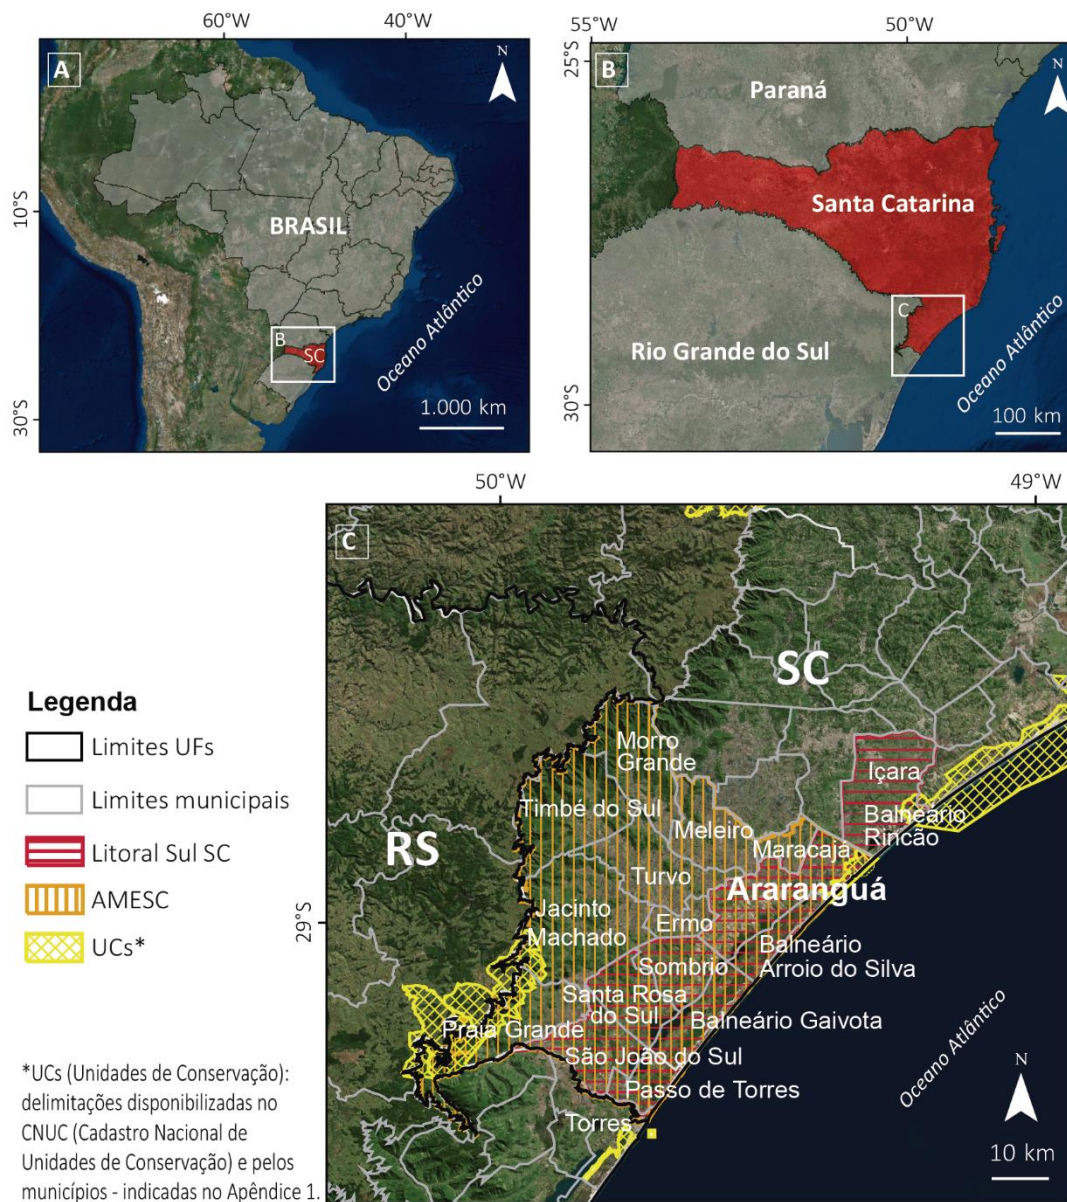 60°W
40°W
A
N
10°S
BRASIL
B
SC
Oceano Atlântico
30°S
1.000 km
55°W
50°W
25°S
B
N
Paraná
Santa Catarina
C
Rio Grande do Sul
Oceano Atlântico
30°S
100 km
50°W
49°W
C
SC
Morro
Grande
Içara
Timbé do Sul
Balneário
Rincão
Meleiro
RS
Maracajá
Turvo
Araranguá
Jacinto
Machado
Ermo
29°S
Balneário
Arroio do Silva
Sombrio
Santa Rosa
do Sul
Balneário Gaivota
Praia Grande
São João do Sul
Passo de Torres
Torres
Oceano Atlântico
N
10 km
Legenda
Limites UFs
Limites municipais
Litoral Sul SC
AMESC
UCs*
*UCs (Unidades de Conservação):
delimitações disponibilizadas no
CNUC (Cadastro Nacional de
Unidades de Conservação) e pelos
municípios - indicadas no Apêndice 1.